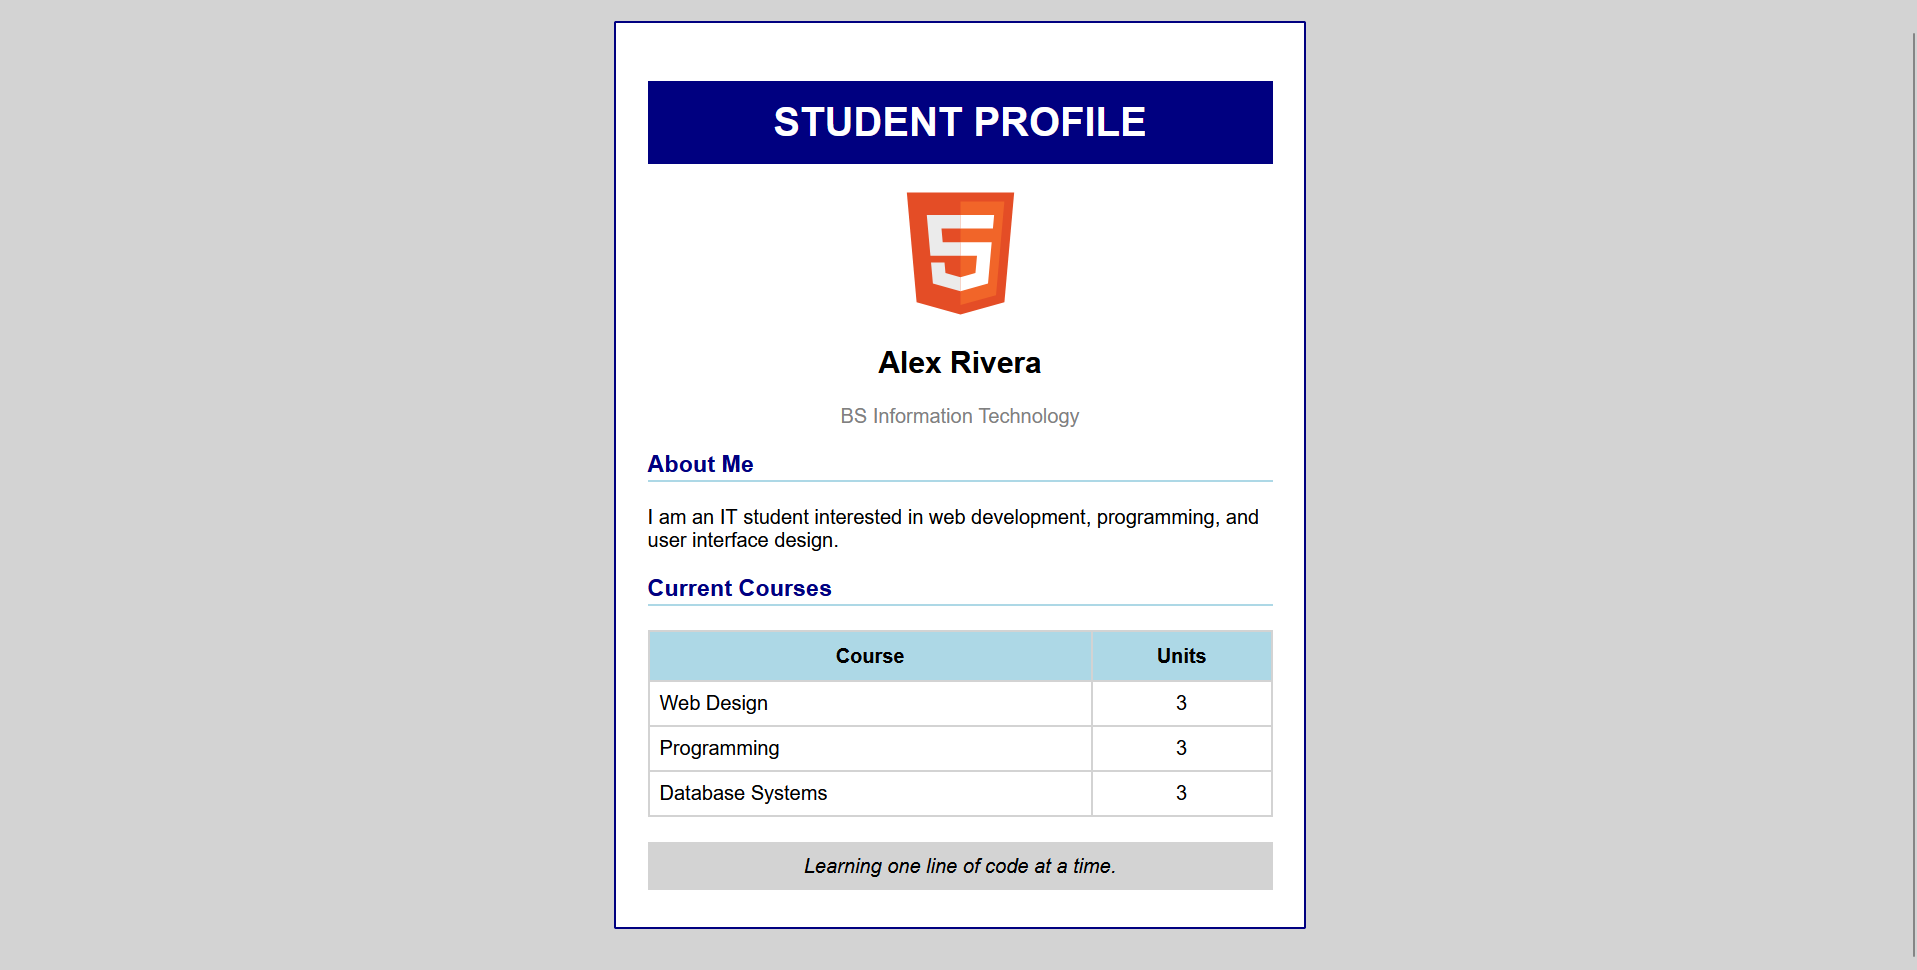 STUDENT PROFILE
5
Alex Rivera
BS Information Technology
About Me
I am an IT student interested in web development, programming, and
user interface design.
Current Courses
Course Units
Web Design 3
Programming 3
Database Systems 3
Learning one line of code at a time.